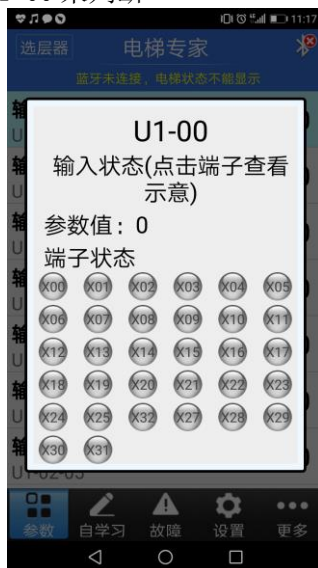 11:17
选层器
电梯专家
蓝牙未连接，电梯状态不能显示
U1-00
输入状态(点击端子查看
示意)
参数值：0
端子状态
X00 X01 X02 X03 X04 X05
X06 X07 X08 X09 X10 X11
X12 X13 X14 X15 X16 X17
X18 X19 X20 X21 X22 X23
X24 X25 X32 X27 X28 X29
X30 X31
参数 自学习 故障 设置 更多